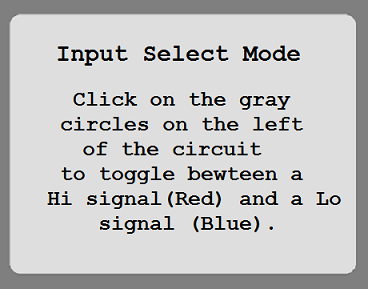 Input Select Mode
Click on the gray
circles on the left
of the circuit
to toggle bewteen a
Hi signal(Red) and a Lo
signal (Blue).